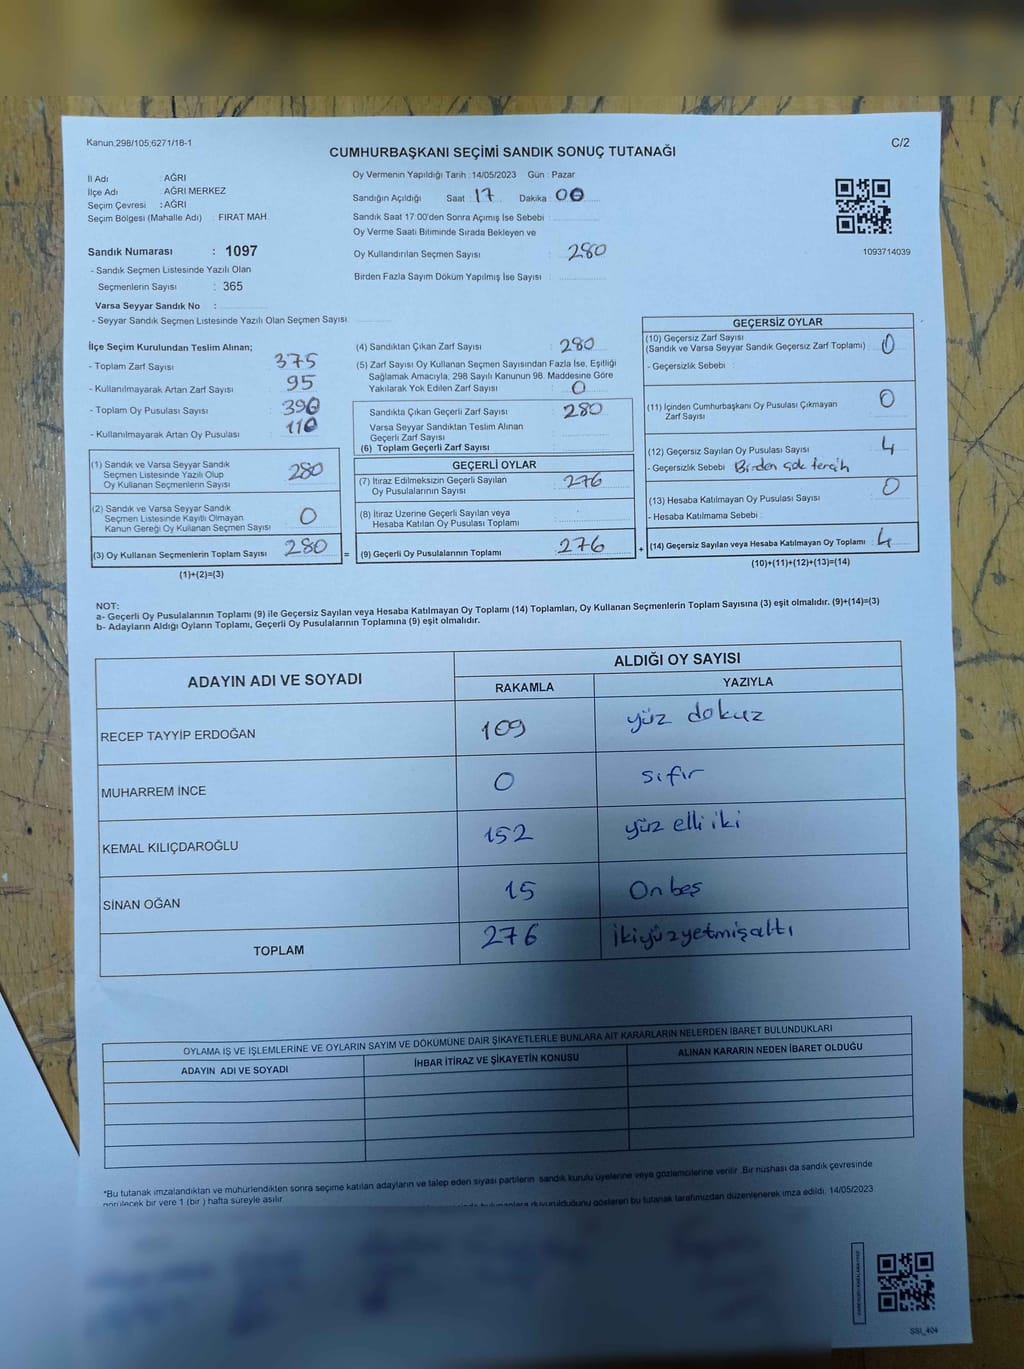 Kanun.298/105;6271/18-1
C/2
CUMHURBAŞKANI SEÇİMİ SANDIK SONUÇ TUTANAĞI
İl Adı : AĞRI
İlçe Adı : AĞRI MERKEZ
Seçim Çevresi : AĞRI
Seçim Bölgesi (Mahalle Adı) : FIRAT MAH.
Sandık Numarası : 1097
- Sandık Seçmen Listesinde Yazılı Olan
Seçmenlerin Sayısı : 365
Varsa Seyyar Sandık No :
- Seyyar Sandık Seçmen Listesinde Yazılı Olan Seçmen Sayısı
Oy Vermenin Yapıldığı Tarih :14/05/2023 Gün : Pazar
Sandığın Açıldığı Saat : 17 Dakika : 00
Sandık Saat 17:00'den Sonra Açımış İse Sebebi :
Oy Verme Saati Bitiminde Sırada Bekleyen ve
Oy Kullandırılan Seçmen Sayısı : 280
Birden Fazla Sayım Döküm Yapılmış İse Sayısı :
1093714039
İlçe Seçim Kurulundan Teslim Alınan;
- Toplam Zarf Sayısı : 375
- Kullanılmayarak Artan Zarf Sayısı : 95
- Toplam Oy Pusulası Sayısı : 390
- Kullanılmayarak Artan Oy Pusulası : 110
(1) Sandık ve Varsa Seyyar Sandık
Seçmen Listesinde Yazılı Olup
Oy Kullanan Seçmenlerin Sayısı 280
(2) Sandık ve Varsa Seyyar Sandık
Seçmen Listesinde Kayıtlı Olmayan
Kanun Gereği Oy Kullanan Seçmen Sayısı 0
(3) Oy Kullanan Seçmenlerin Toplam Sayısı 280 =
(1)+(2)=(3)
(4) Sandıktan Çıkan Zarf Sayısı : 280
(5) Zarf Sayısı Oy Kullanan Seçmen Sayısından Fazla İse, Eşitliği
Sağlamak Amacıyla, 298 Sayılı Kanunun 98. Maddesine Göre
Yakılarak Yok Edilen Zarf Sayısı : 0
Sandıkta Çıkan Geçerli Zarf Sayısı : 280
Varsa Seyyar Sandıktan Teslim Alınan
Geçerli Zarf Sayısı
(6) Toplam Geçerli Zarf Sayısı
GEÇERLİ OYLAR
(7) İtiraz Edilmeksizin Geçerli Sayılan
Oy Pusulalarının Sayısı : 276
(8) İtiraz Üzerine Geçerli Sayılan veya
Hesaba Katılan Oy Pusulası Toplamı :
(9) Geçerli Oy Pusulalarının Toplamı : 276 +
GEÇERSİZ OYLAR
(10) Geçersiz Zarf Sayısı
(Sandık ve Varsa Seyyar Sandık Geçersiz Zarf Toplamı) : 0
- Geçersizlik Sebebi :
(11) İçinden Cumhurbaşkanı Oy Pusulası Çıkmayan
Zarf Sayısı : 0
(12) Geçersiz Sayılan Oy Pusulası Sayısı : 4
- Geçersizlik Sebebi : Birden çok tercih
(13) Hesaba Katılmayan Oy Pusulası Sayısı : 0
- Hesaba Katılmama Sebebi :
(14) Geçersiz Sayılan veya Hesaba Katılmayan Oy Toplamı : 4
(10)+(11)+(12)+(13)=(14)
NOT:
a- Geçerli Oy Pusulalarının Toplamı (9) ile Geçersiz Sayılan veya Hesaba Katılmayan Oy Toplamı (14) Toplamları, Oy Kullanan Seçmenlerin Toplam Sayısına (3) eşit olmalıdır. (9)+(14)=(3)
b- Adayların Aldığı Oyların Toplamı, Geçerli Oy Pusulalarının Toplamına (9) eşit olmalıdır.
ADAYIN ADI VE SOYADI
ALDIĞI OY SAYISI
RAKAMLA YAZIYLA
RECEP TAYYİP ERDOĞAN 109 yüz dokuz
MUHARREM İNCE 0 sıfır
KEMAL KILIÇDAROĞLU 152 yüz elli iki
SİNAN OĞAN 15 On beş
TOPLAM 276 ikiyüzyetmişaltı
OYLAMA İŞ VE İŞLEMLERİNE VE OYLARIN SAYIM VE DÖKÜMÜNE DAİR ŞİKAYETLERLE BUNLARA AİT KARARLARIN NELERDEN İBARET BULUNDUKLARI
ADAYIN ADI VE SOYADI İHBAR İTİRAZ VE ŞİKAYETİN KONUSU ALINAN KARARIN NEDEN İBARET OLDUĞU
*Bu tutanak imzalandıktan ve mühürlendikten sonra seçime katılan adayların ve talep eden siyasi partilerin sandık kurulu üyelerine veya gözlemcilerine verilir .Bir nüshası da sandık çevresinde
görülecek bir yere 1 (bir ) hafta süreyle asılır.
duyurulduğunu gösteren bu tutanak tarafımızdan düzenlenerek imza edildi. 14/05/2023
SSI_404